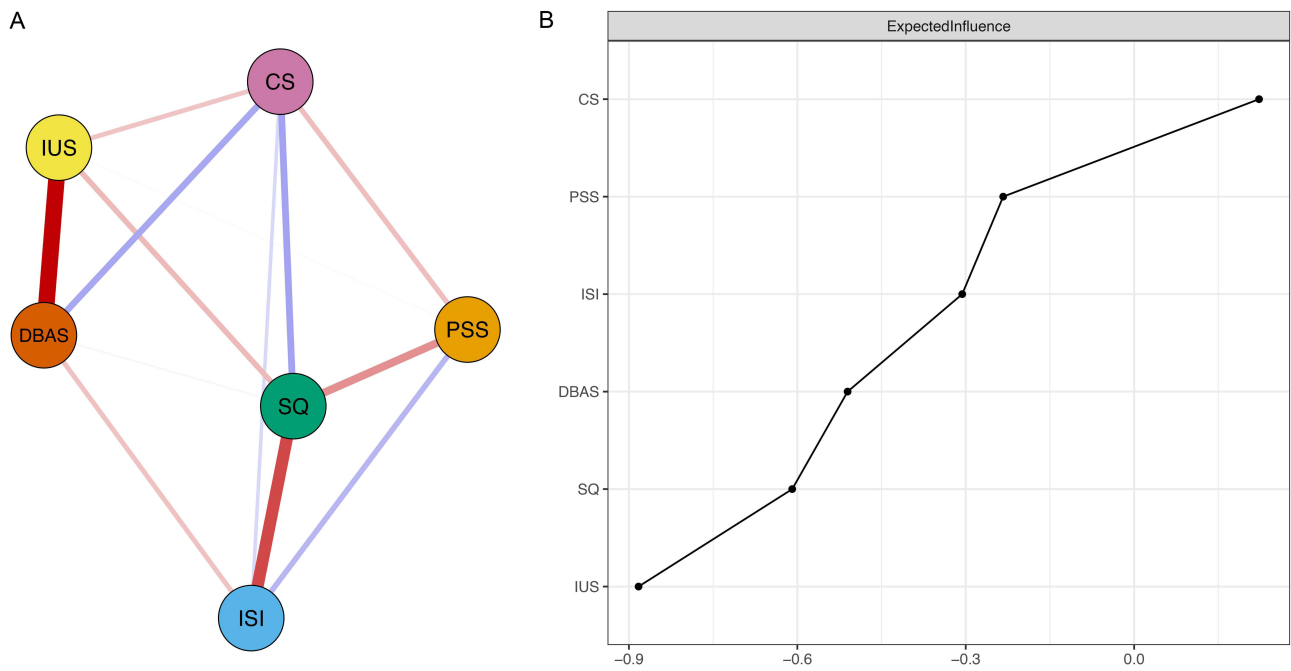 A
CS
IUS
DBAS
PSS
SQ
ISI
B
ExpectedInfluence
CS
PSS
ISI
DBAS
SQ
IUS
−0.9 −0.6 −0.3 0.0